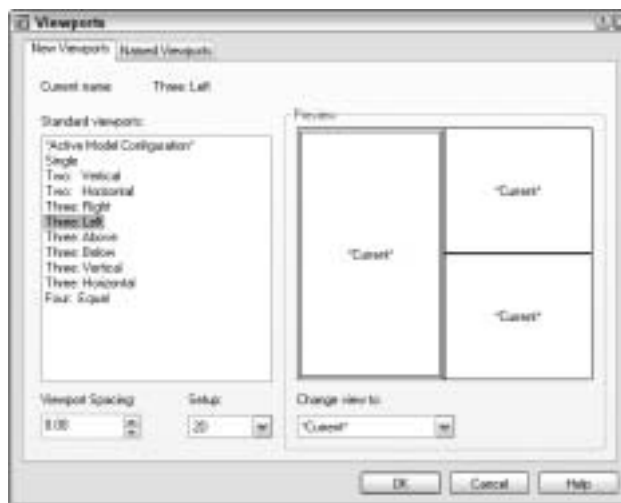 Viewports
New Viewports Named Viewports
Current name: Three: Left
Standard viewports:
*Active Model Configuration*
Single
Two: Vertical
Two: Horizontal
Three: Right
Three: Left
Three: Above
Three: Below
Three: Vertical
Three: Horizontal
Four: Equal
Preview
*Current*
*Current*
*Current*
Viewport Spacing: Setup: Change view to:
0.00 2D *Current*
OK Cancel Help